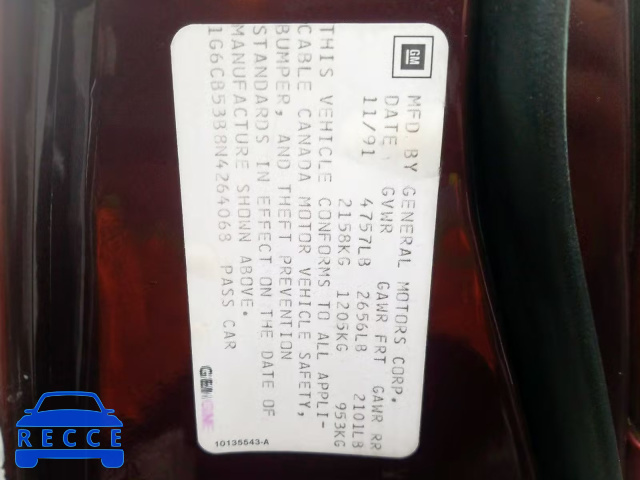 GM
MFD BY GENERAL MOTORS CORP.
DATE GVWR GAWR FRT GAWR RR
11/91 4757LB 2656LB 2101LB
2158KG 1205KG 953KG
THIS VEHICLE CONFORMS TO ALL APPLI-
CABLE CANADA MOTOR VEHICLE SAFETY,
BUMPER, AND THEFT PREVENTION
STANDARDS IN EFFECT ON THE DATE OF
MANUFACTURE SHOWN ABOVE.
1G6CB53B8N4264068 PASS CAR
10135543-A
RECCE